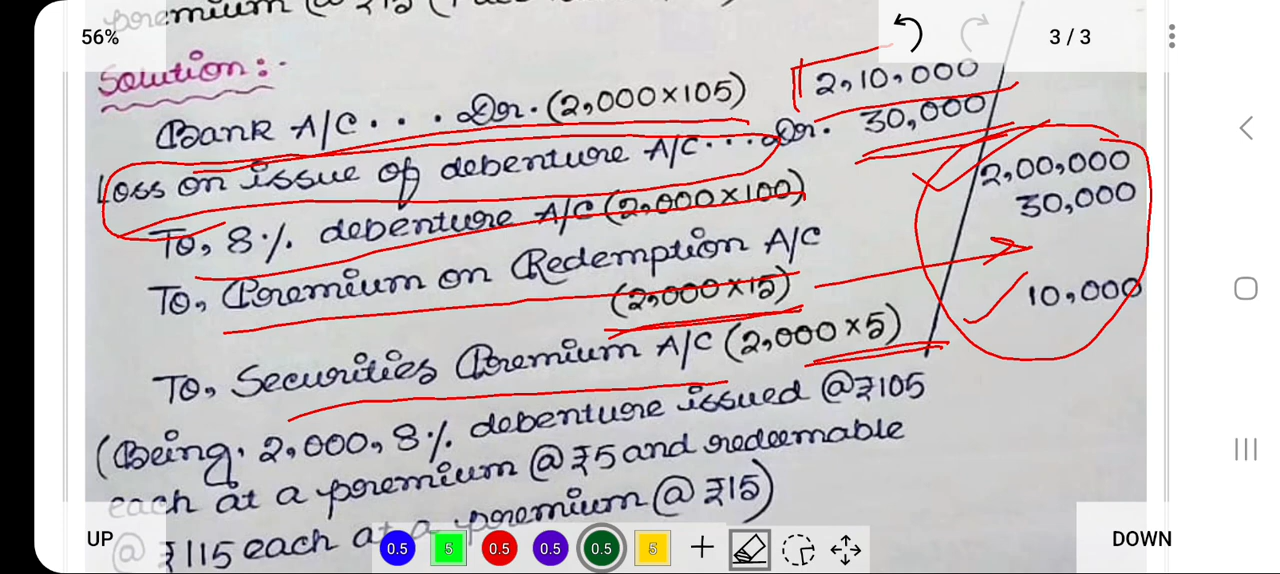 premium @ ₹15
56%
3 / 3
Solution:-
Bank A/C . . . Dr. (2,000×105) 2,10,000
Loss on issue of debenture A/C . . . Dr. 30,000
To, 8% debenture A/C (2,000×100) 2,00,000
To, Premium on Redemption A/C 30,000
(2,000×15)
To, Securities Premium A/C (2,000×5) 10,000
(Being, 2,000, 8% debenture issued @₹105
each at a premium @ ₹5 and redeemable
@ ₹115 each at a premium @ ₹15)
UP
0.5 5 0.5 0.5 0.5 5
DOWN